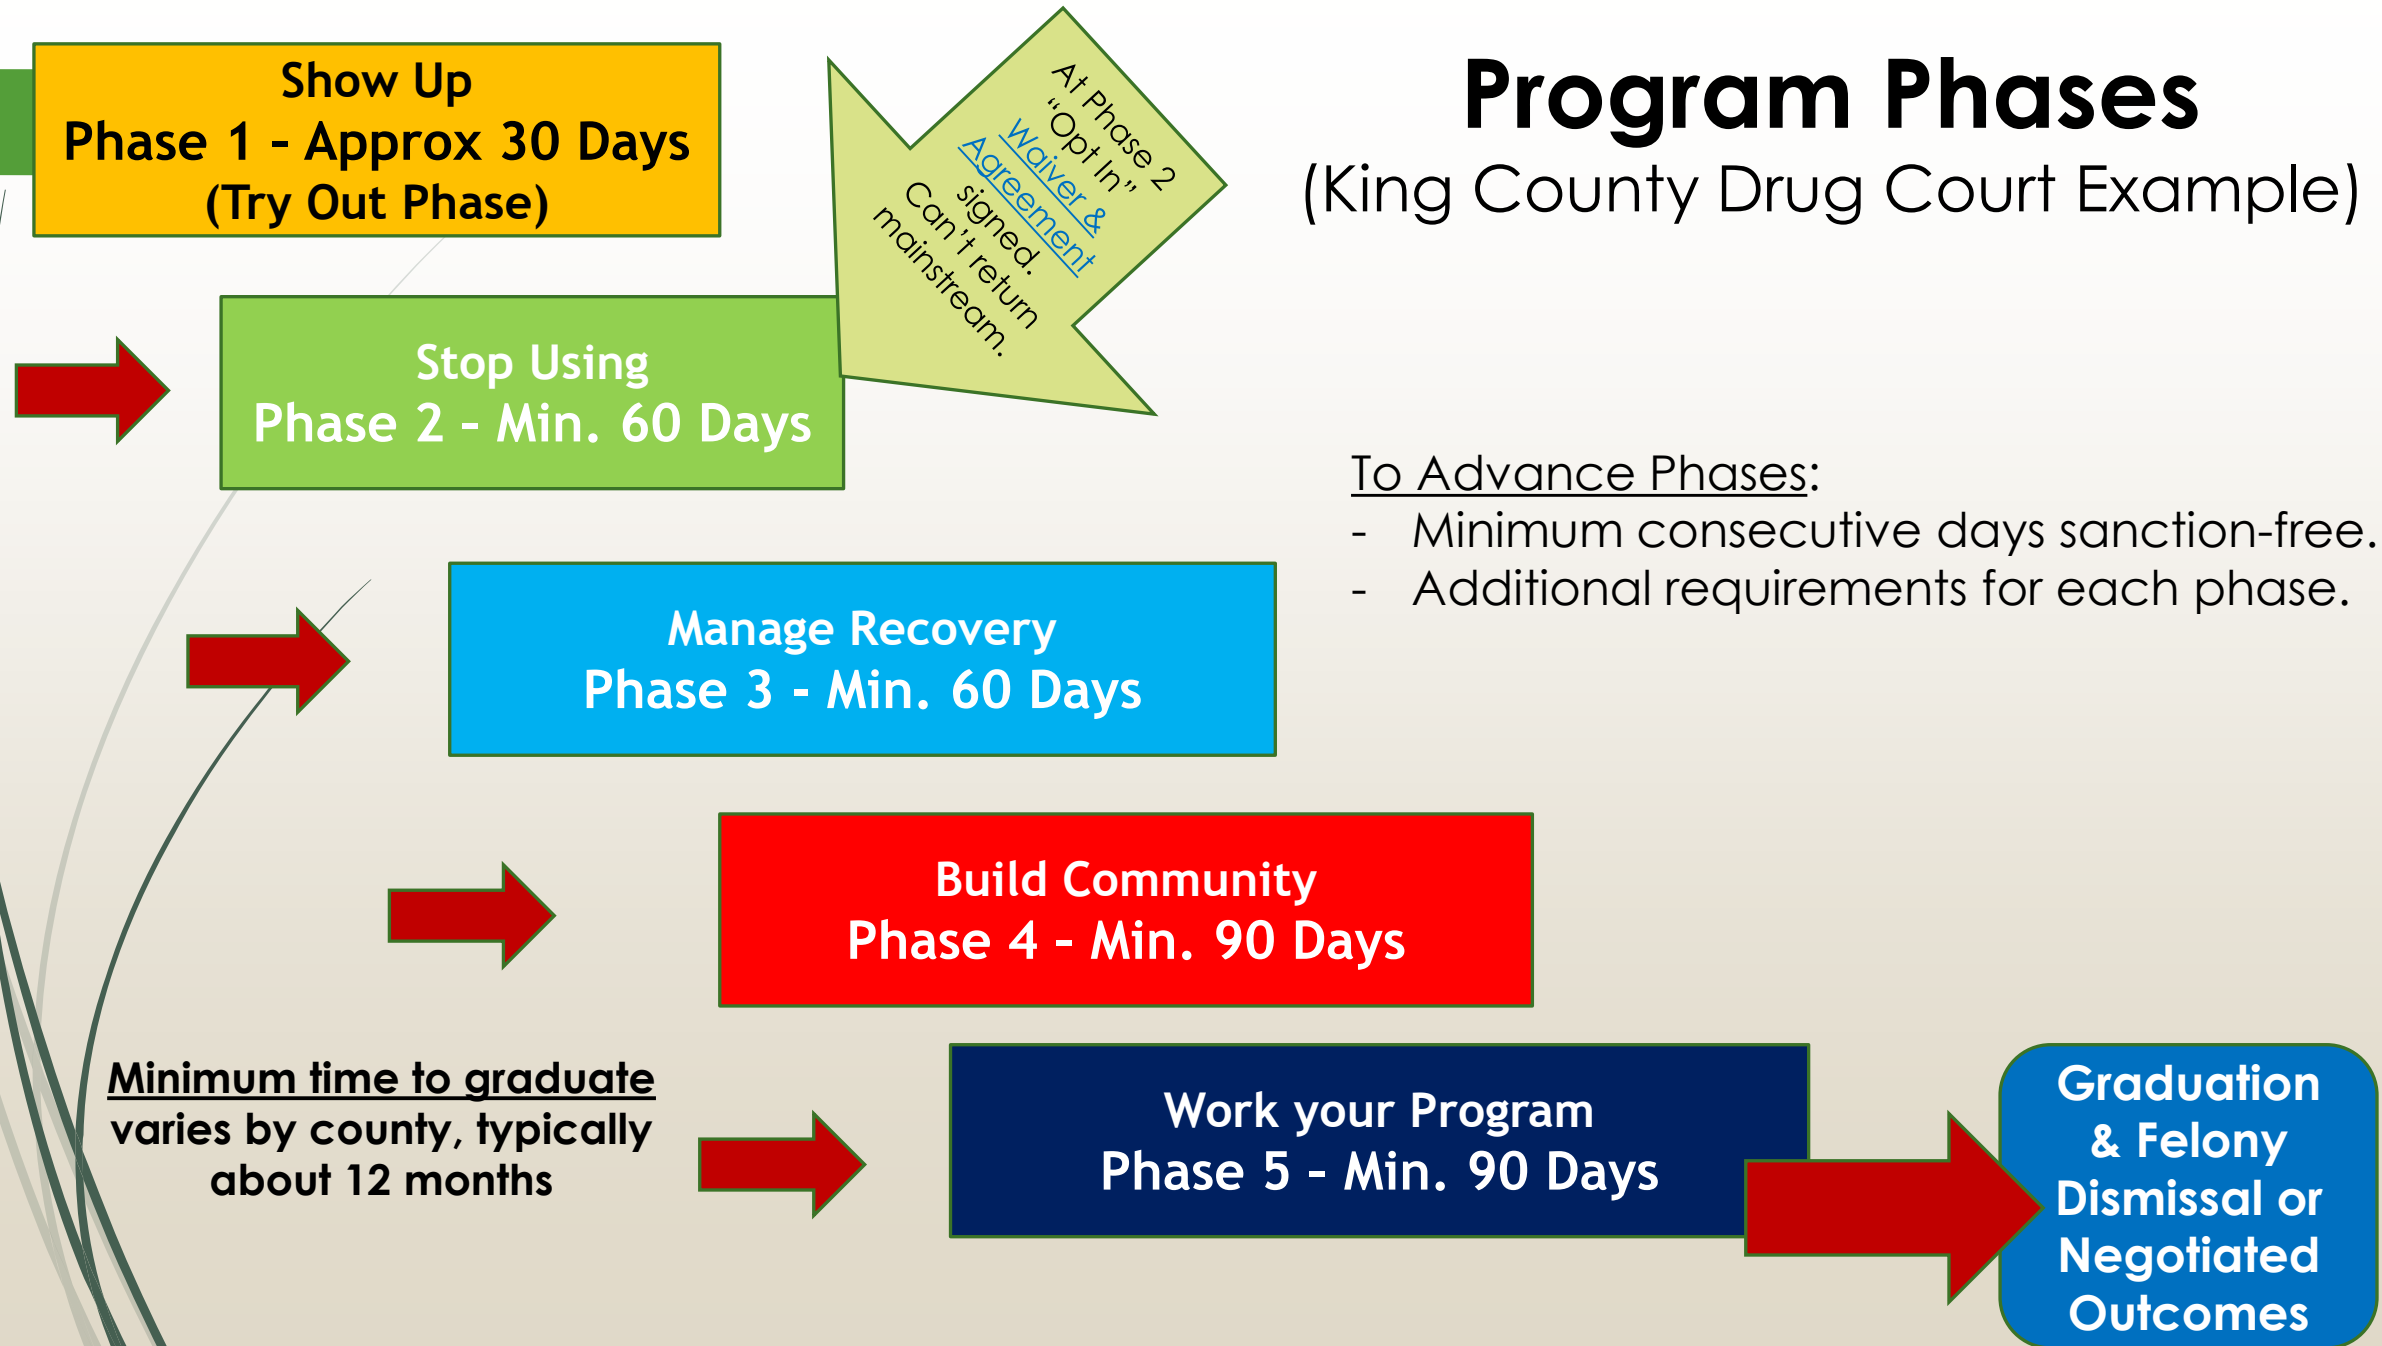 Program Phases
(King County Drug Court Example)
Show Up
Phase 1 - Approx 30 Days
(Try Out Phase)
At Phase 2
“Opt In”
Waiver &
Agreement
signed.
Can’t return
mainstream.
Stop Using
Phase 2 – Min. 60 Days
To Advance Phases:
- Minimum consecutive days sanction-free.
- Additional requirements for each phase.
Manage Recovery
Phase 3 - Min. 60 Days
Build Community
Phase 4 – Min. 90 Days
Minimum time to graduate
varies by county, typically
about 12 months
Work your Program
Phase 5 – Min. 90 Days
Graduation
& Felony
Dismissal or
Negotiated
Outcomes